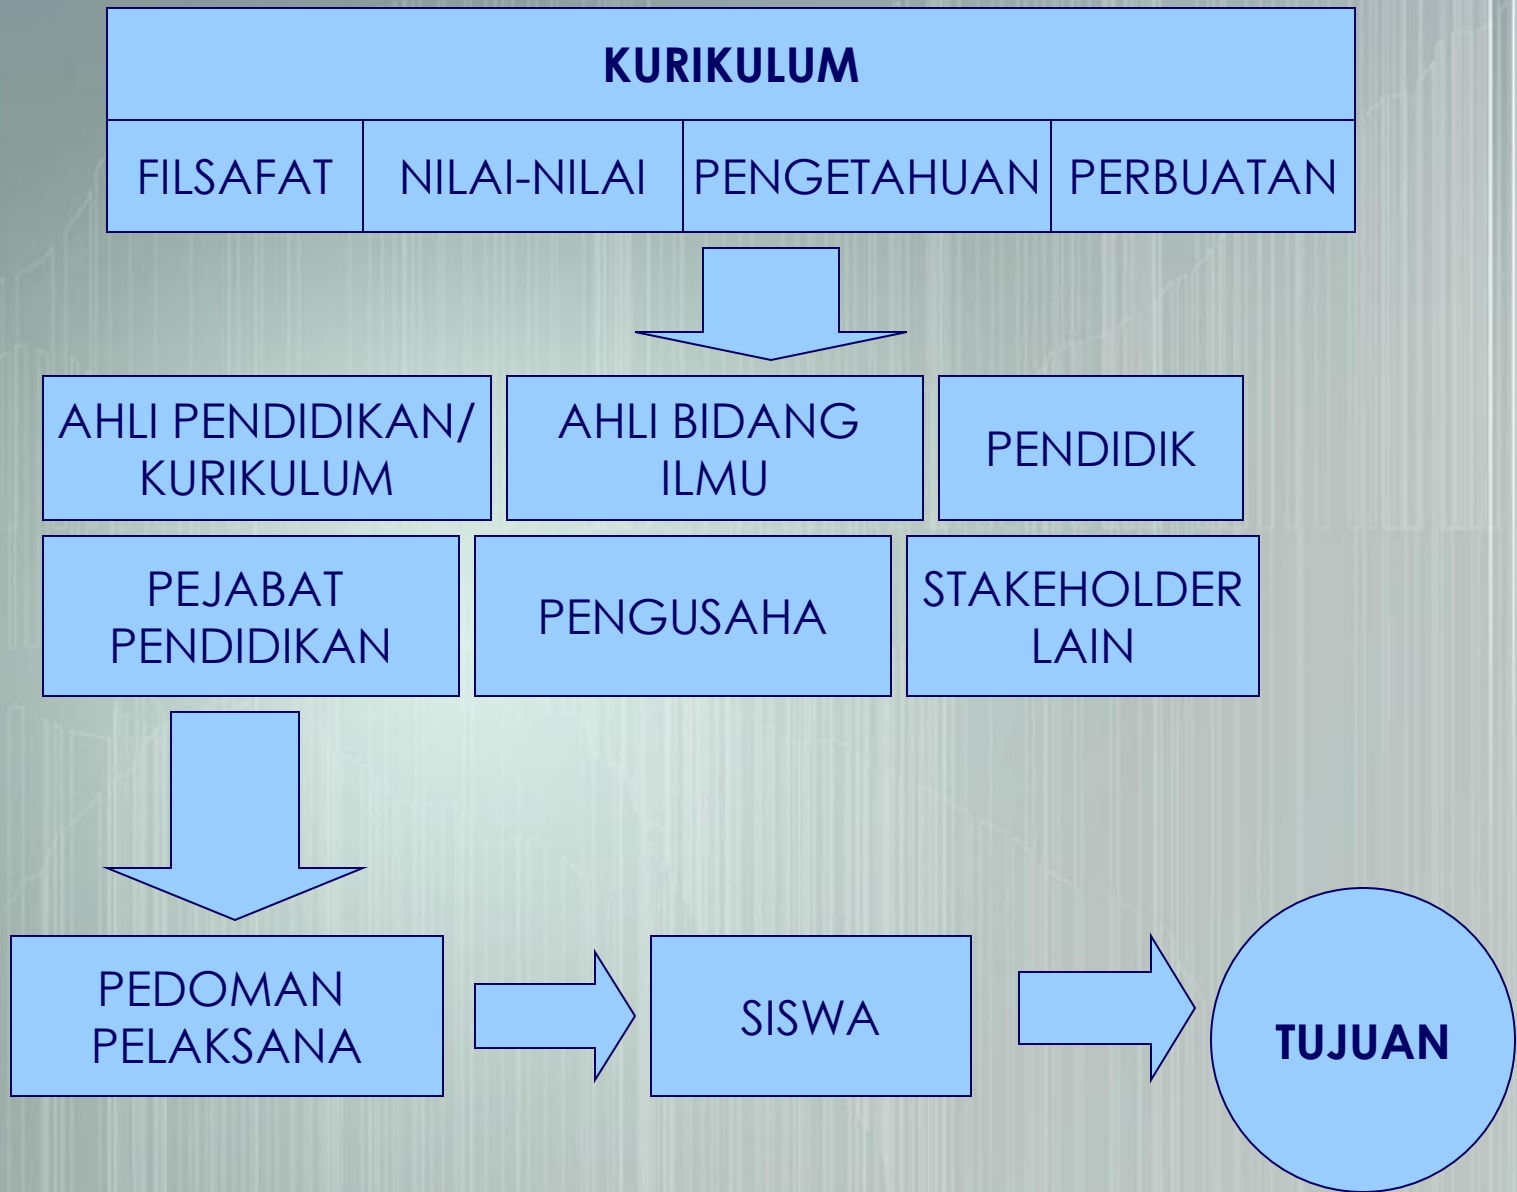 KURIKULUM
FILSAFAT
NILAI-NILAI
PENGETAHUAN
PERBUATAN
AHLI PENDIDIKAN/
KURIKULUM
AHLI BIDANG
ILMU
PENDIDIK
PEJABAT
PENDIDIKAN
PENGUSAHA
STAKEHOLDER
LAIN
PEDOMAN
PELAKSANA
SISWA
TUJUAN